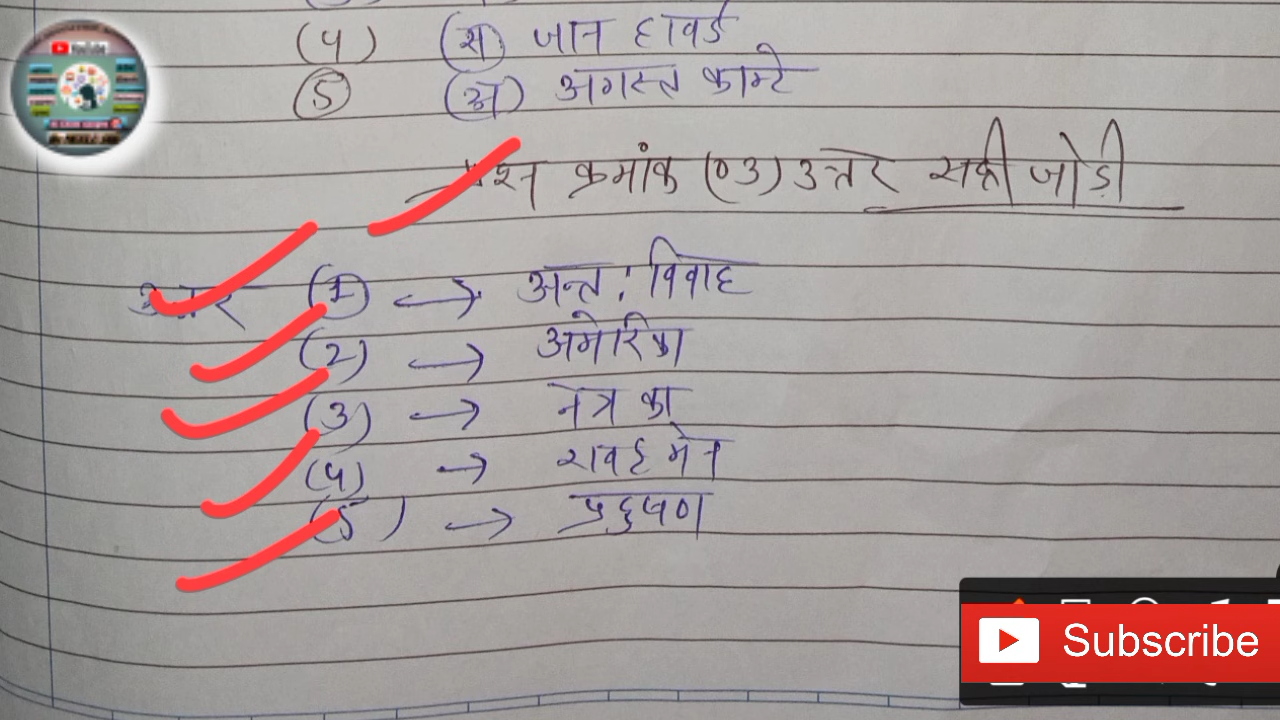 (4) (स) जान हावर्ड
(5) (अ) अगस्त काम्टे
प्रश्न क्रमांक (03) उत्तर सही जोड़ी
उत्तर (1) → अन्त: विवाह
(2) → अमेरिका
(3) → नेत्र का
(4) →
(5) → प्रदुषण
Subscribe